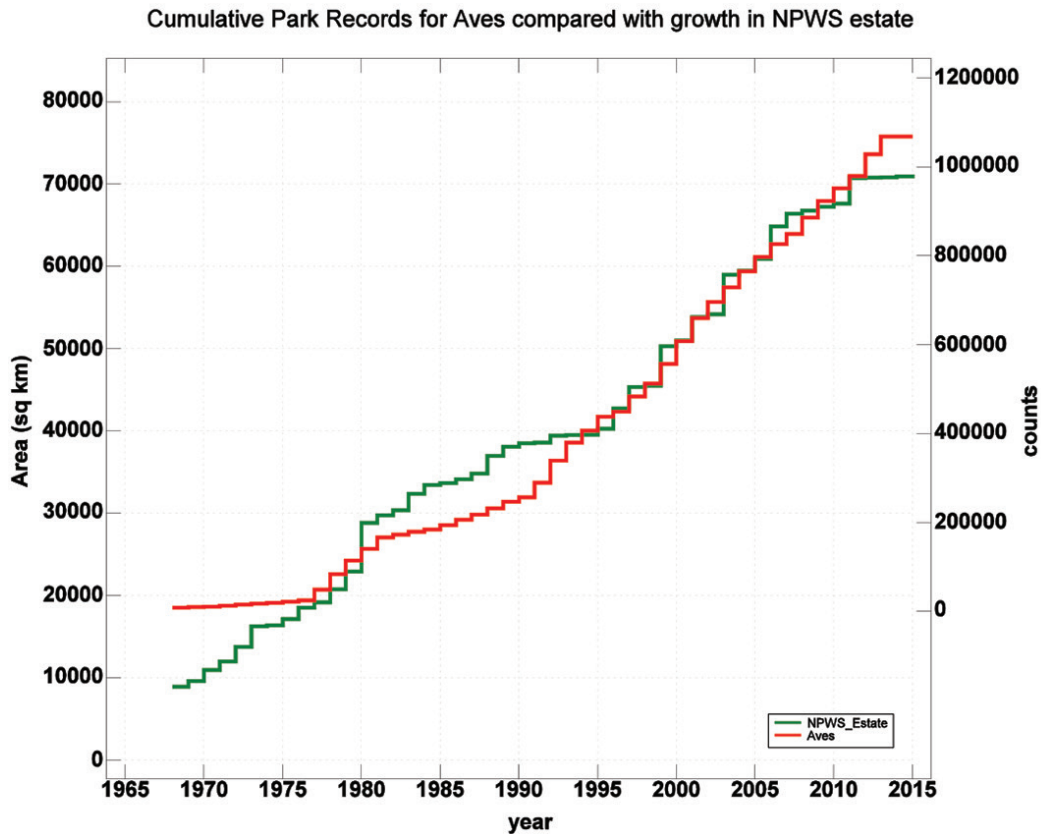 Cumulative Park Records for Aves compared with growth in NPWS estate
80000
70000
60000
50000
40000
30000
20000
10000
0
Area (sq km)
1200000
1000000
800000
600000
400000
200000
0
counts
NPWS_Estate
Aves
1965 1970 1975 1980 1985 1990 1995 2000 2005 2010 2015
year